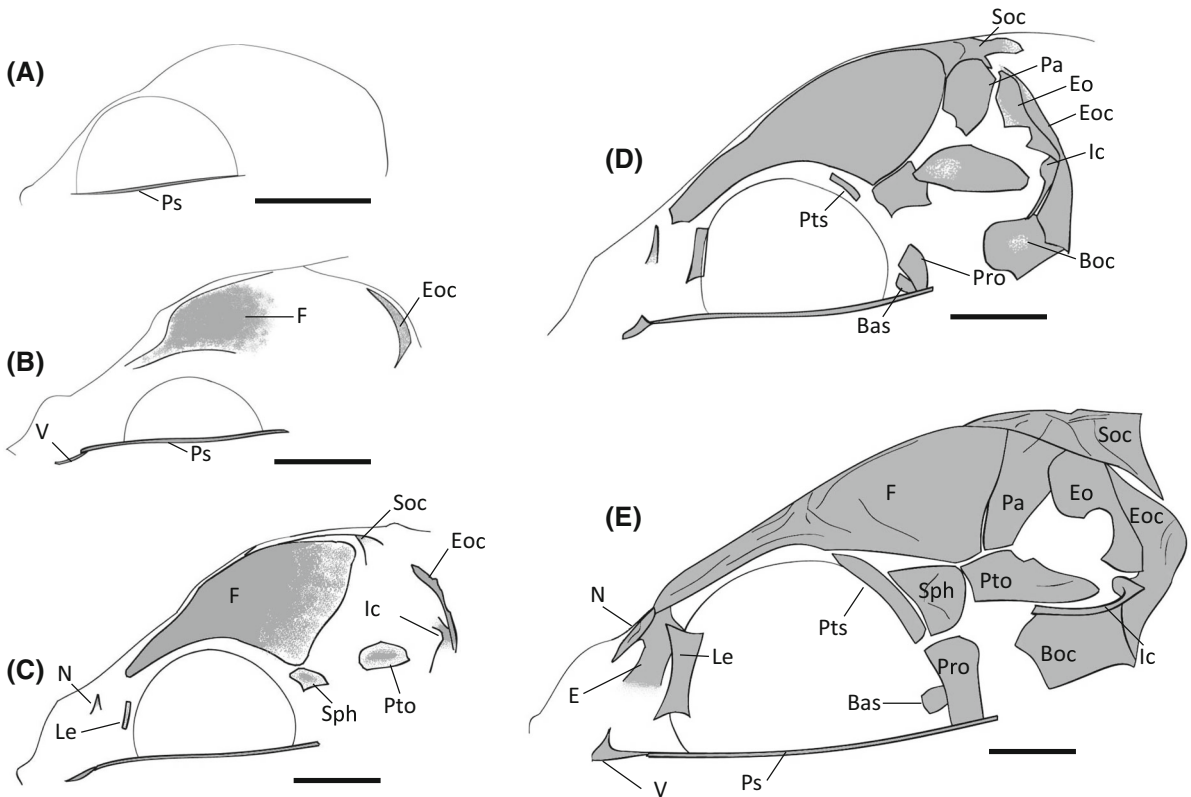 (A)
Ps
(B)
F
Eoc
V
Ps
(C)
Soc
Eoc
F
Ic
N
Le
Sph
Pto
(D)
Soc
Pa
Eo
Eoc
Ic
Pts
Pro
Boc
Bas
(E)
Soc
F
Pa
Eo
Eoc
N
Pts
Sph
Pto
E
Le
Pro
Boc
Ic
Bas
V
Ps